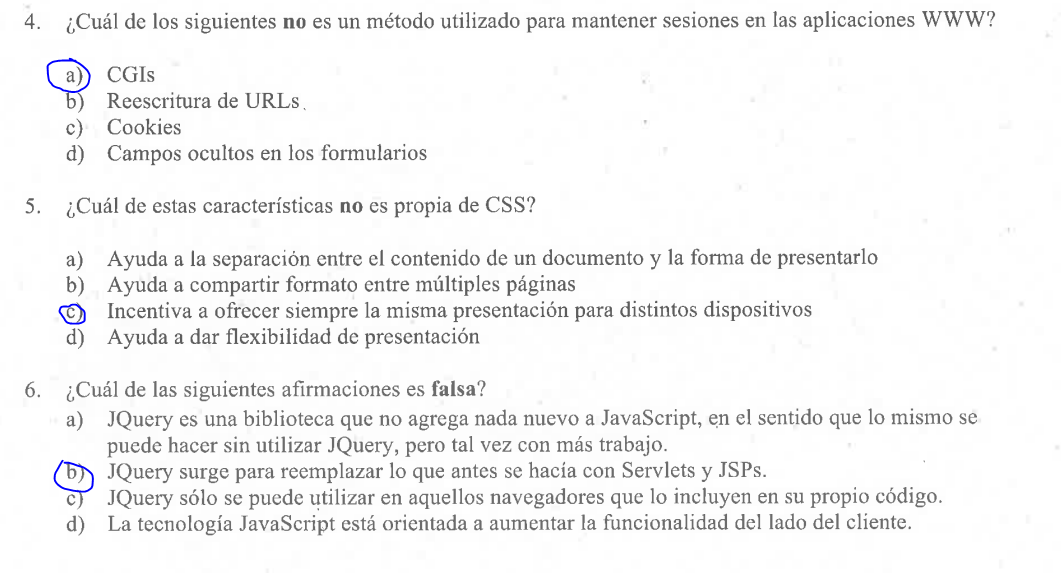 4. ¿Cuál de los siguientes no es un método utilizado para mantener sesiones en las aplicaciones WWW?
a) CGIs
b) Reescritura de URLs
c) Cookies
d) Campos ocultos en los formularios
5. ¿Cuál de estas características no es propia de CSS?
a) Ayuda a la separación entre el contenido de un documento y la forma de presentarlo
b) Ayuda a compartir formato entre múltiples páginas
c) Incentiva a ofrecer siempre la misma presentación para distintos dispositivos
d) Ayuda a dar flexibilidad de presentación
6. ¿Cuál de las siguientes afirmaciones es falsa?
a) JQuery es una biblioteca que no agrega nada nuevo a JavaScript, en el sentido que lo mismo se
puede hacer sin utilizar JQuery, pero tal vez con más trabajo.
b) JQuery surge para reemplazar lo que antes se hacía con Servlets y JSPs.
c) JQuery sólo se puede utilizar en aquellos navegadores que lo incluyen en su propio código.
d) La tecnología JavaScript está orientada a aumentar la funcionalidad del lado del cliente.